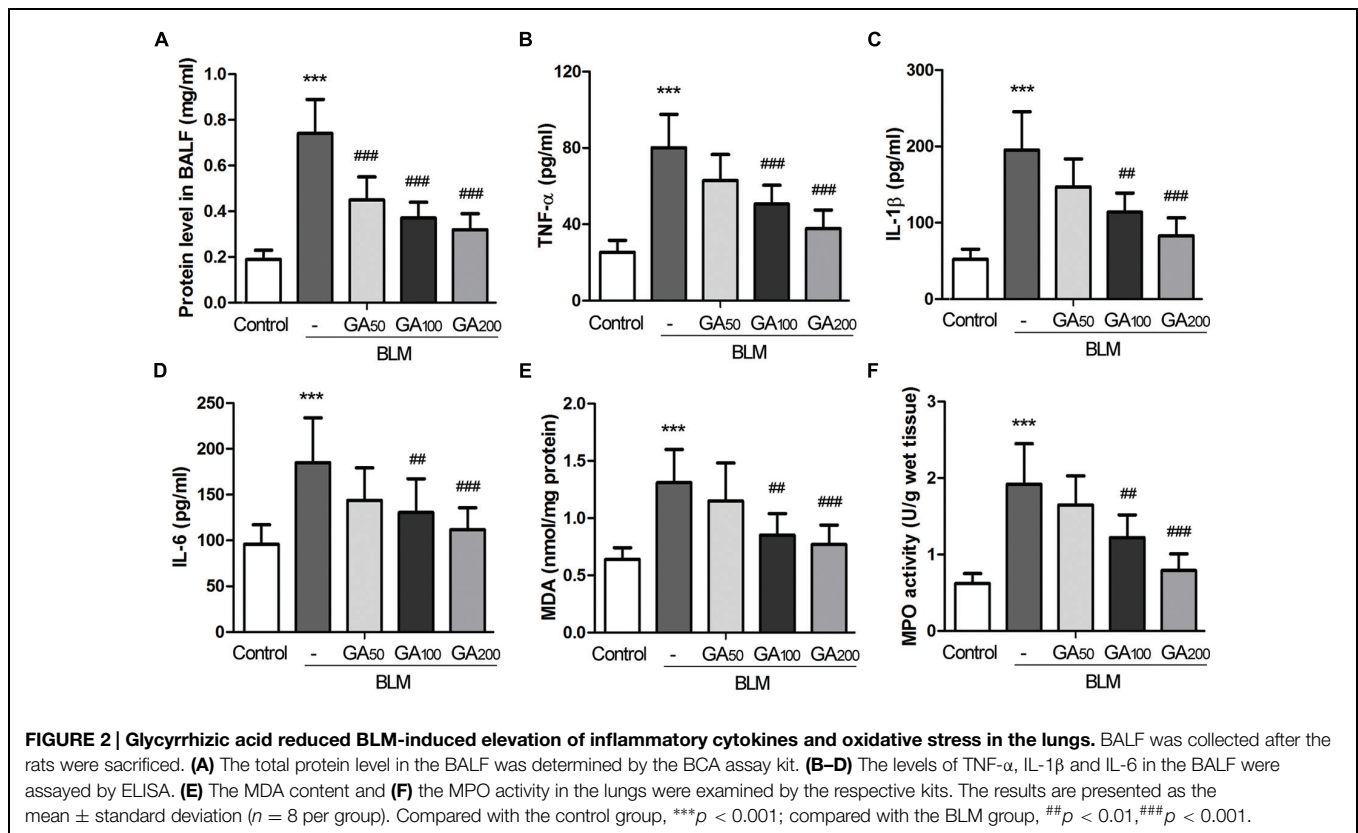 A
Protein level in BALF (mg/ml)
1.0
0.8
0.6
0.4
0.2
0.0
***
###
###
###
Control - GA50 GA100 GA200
BLM
B
TNF-α (pg/ml)
120
80
40
0
***
###
###
Control - GA50 GA100 GA200
BLM
C
IL-1β (pg/ml)
300
200
100
0
***
##
###
Control - GA50 GA100 GA200
BLM
D
IL-6 (pg/ml)
250
200
150
100
50
0
***
##
###
Control - GA50 GA100 GA200
BLM
E
MDA (nmol/mg protein)
2.0
1.5
1.0
0.5
0.0
***
##
###
Control - GA50 GA100 GA200
BLM
F
MPO activity (U/g wet tissue)
3
2
1
0
***
##
###
Control - GA50 GA100 GA200
BLM
FIGURE 2 | Glycyrrhizic acid reduced BLM-induced elevation of inflammatory cytokines and oxidative stress in the lungs. BALF was collected after the
rats were sacrificed. (A) The total protein level in the BALF was determined by the BCA assay kit. (B–D) The levels of TNF-α, IL-1β and IL-6 in the BALF were
assayed by ELISA. (E) The MDA content and (F) the MPO activity in the lungs were examined by the respective kits. The results are presented as the
mean ± standard deviation (n = 8 per group). Compared with the control group, ***p < 0.001; compared with the BLM group, ##p < 0.01,###p < 0.001.